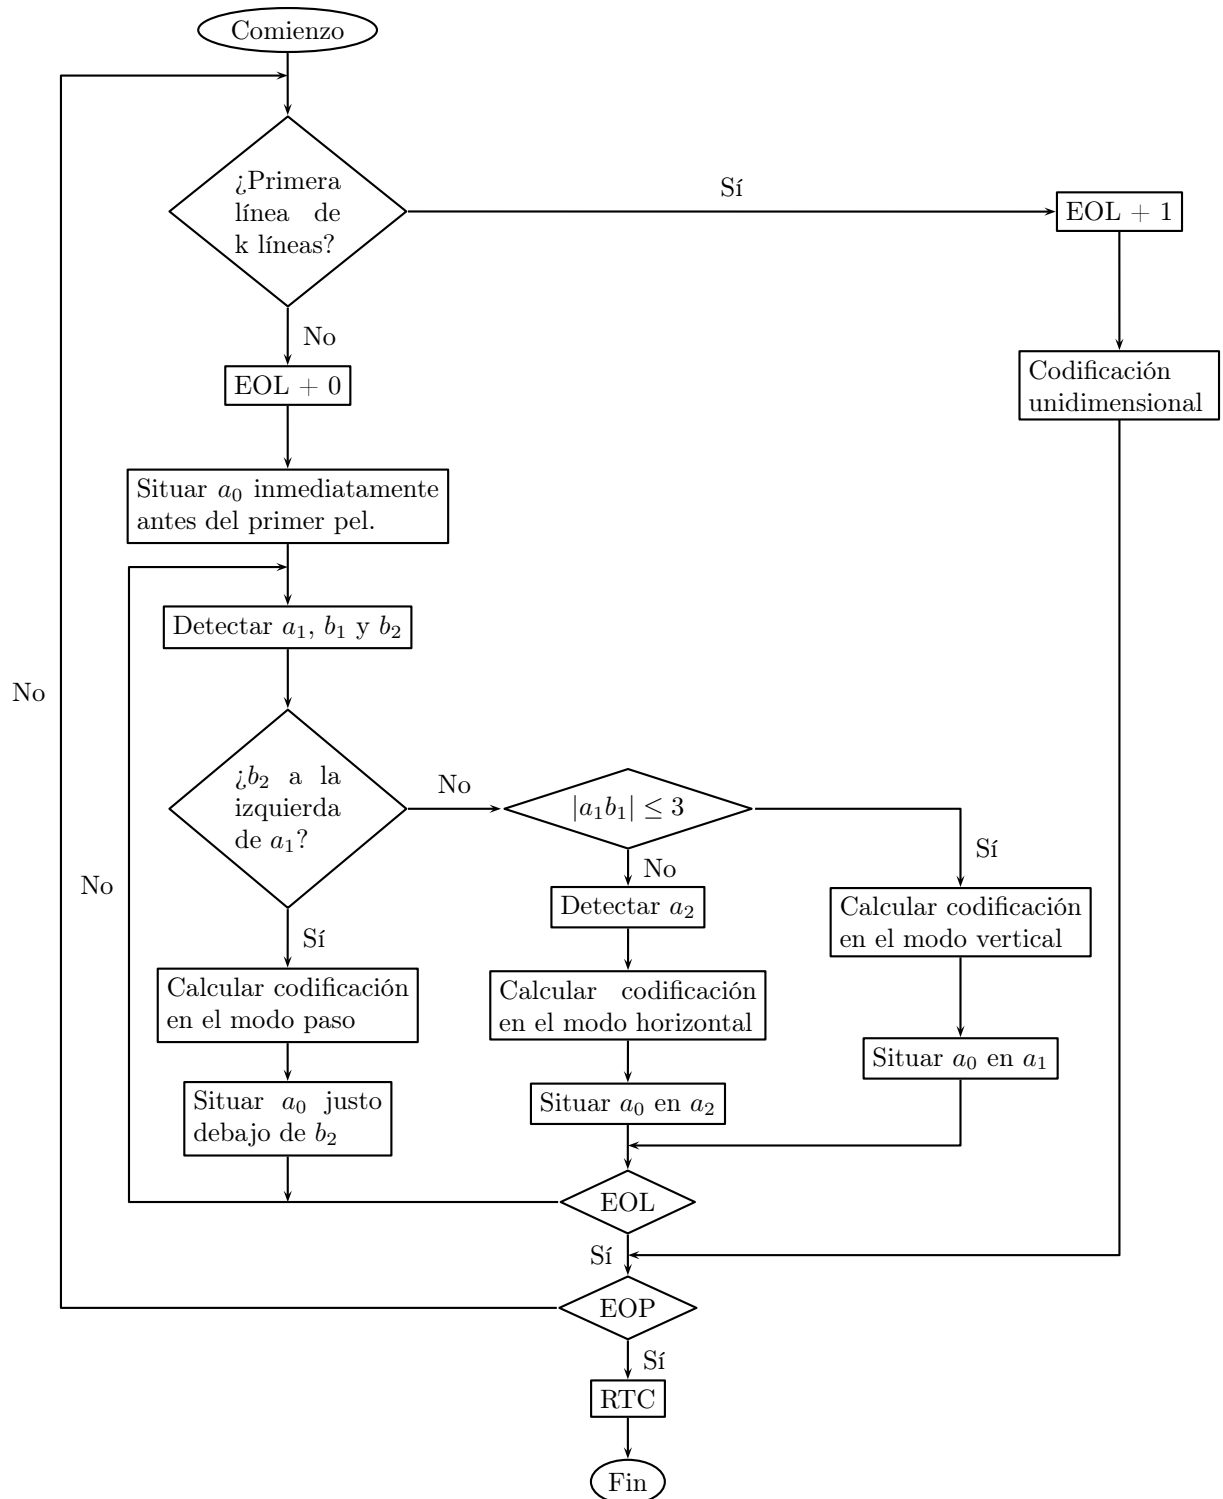 Comienzo
¿Primera
línea de
k líneas?
Sí
EOL + 1
No
EOL + 0
Codificación
unidimensional
Situar a₀ inmediatamente
antes del primer pel.
Detectar a₁, b₁ y b₂
No
¿b₂ a la
izquierda
de a₁?
No
|a₁b₁| ≤ 3
Sí
No
No
Detectar a₂
Calcular codificación
en el modo vertical
Sí
Calcular codificación
en el modo paso
Calcular codificación
en el modo horizontal
Situar a₀ en a₁
Situar a₀ justo
debajo de b₂
Situar a₀ en a₂
EOL
Sí
EOP
Sí
RTC
Fin